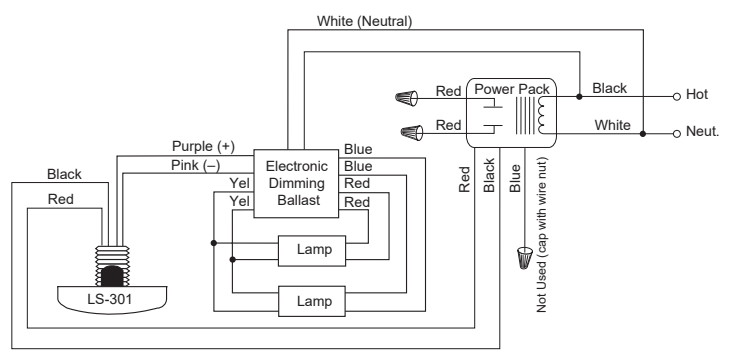 White (Neutral)
Red
Power Pack
Black
Hot
Red
White
Neut.
Purple (+)
Pink (–)
Black
Red
Yel
Yel
Electronic
Dimming
Ballast
Blue
Blue
Red
Red
Red
Black
Blue
Not Used (cap with wire nut)
Lamp
Lamp
LS-301